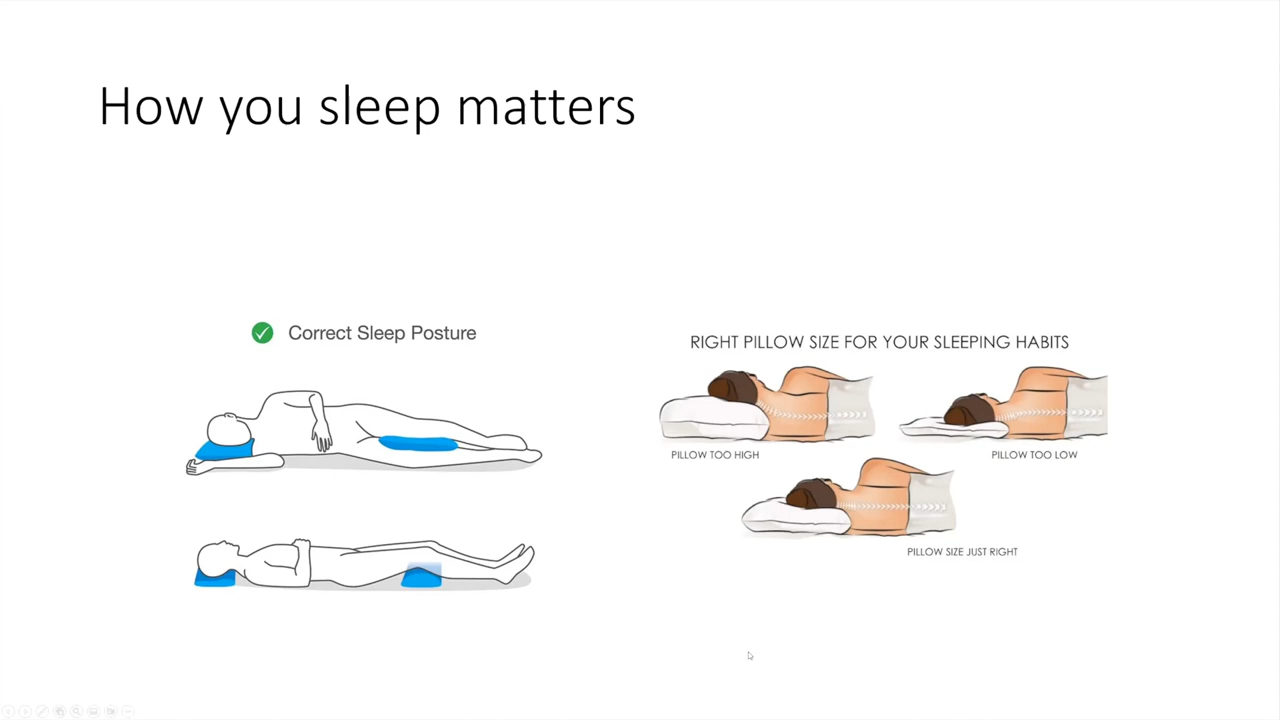 How you sleep matters
Correct Sleep Posture
RIGHT PILLOW SIZE FOR YOUR SLEEPING HABITS
PILLOW TOO HIGH
PILLOW TOO LOW
PILLOW SIZE JUST RIGHT